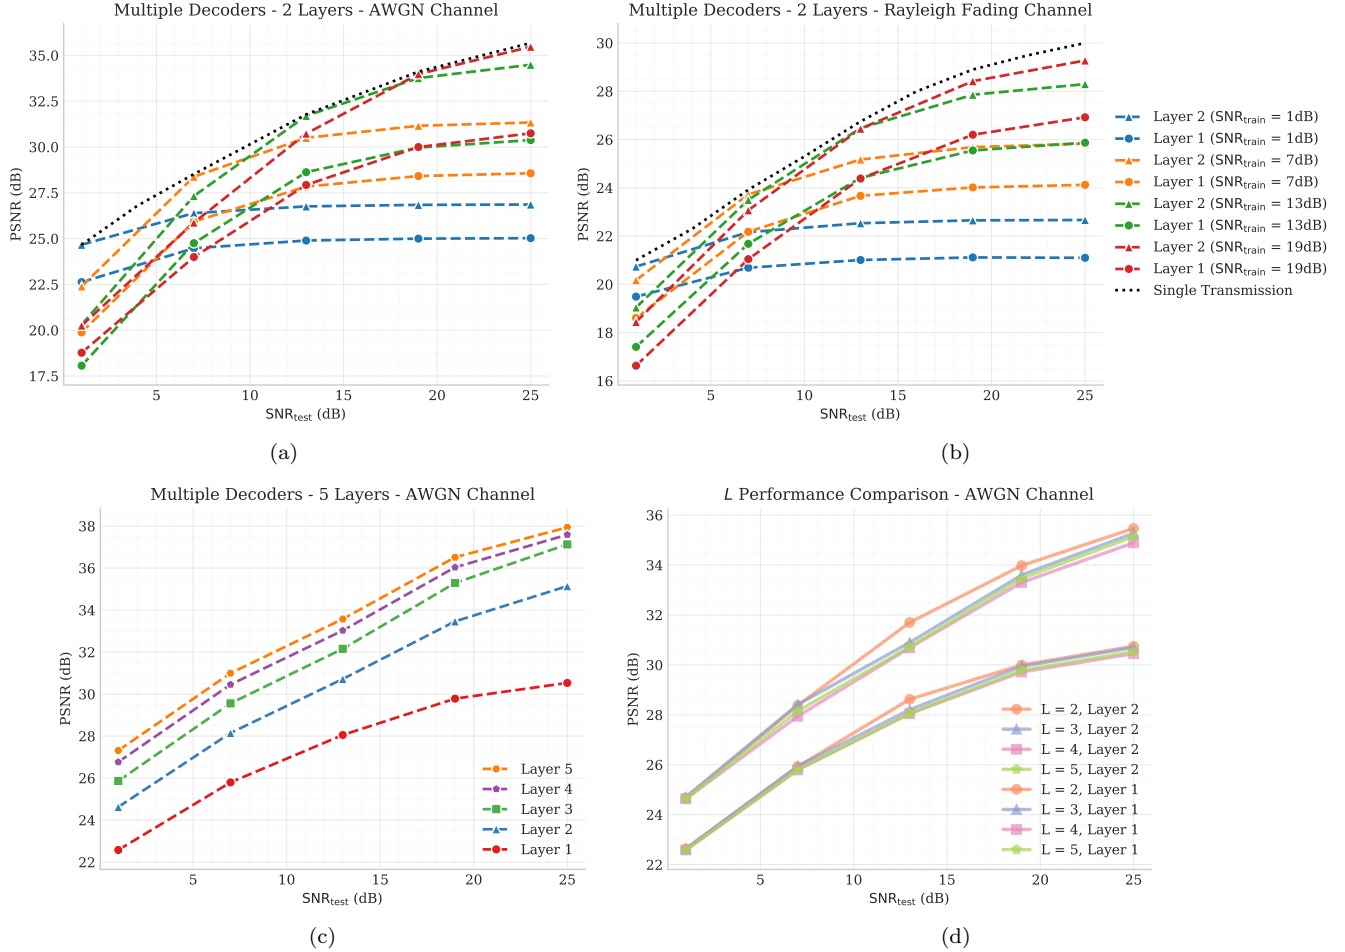 Multiple Decoders - 2 Layers - AWGN Channel
35.0
32.5
30.0
27.5
25.0
22.5
20.0
17.5
PSNR (dB)
5 10 15 20 25
SNRtest (dB)
(a)
Multiple Decoders - 2 Layers - Rayleigh Fading Channel
30
28
26
24
22
20
18
16
PSNR (dB)
5 10 15 20 25
SNRtest (dB)
(b)
Layer 2 (SNRtrain = 1dB)
Layer 1 (SNRtrain = 1dB)
Layer 2 (SNRtrain = 7dB)
Layer 1 (SNRtrain = 7dB)
Layer 2 (SNRtrain = 13dB)
Layer 1 (SNRtrain = 13dB)
Layer 2 (SNRtrain = 19dB)
Layer 1 (SNRtrain = 19dB)
Single Transmission
Multiple Decoders - 5 Layers - AWGN Channel
38
36
34
32
30
28
26
24
22
PSNR (dB)
Layer 5
Layer 4
Layer 3
Layer 2
Layer 1
5 10 15 20 25
SNRtest (dB)
(c)
L Performance Comparison - AWGN Channel
36
34
32
30
28
26
24
22
PSNR (dB)
L = 2, Layer 2
L = 3, Layer 2
L = 4, Layer 2
L = 5, Layer 2
L = 2, Layer 1
L = 3, Layer 1
L = 4, Layer 1
L = 5, Layer 1
5 10 15 20 25
SNRtest (dB)
(d)